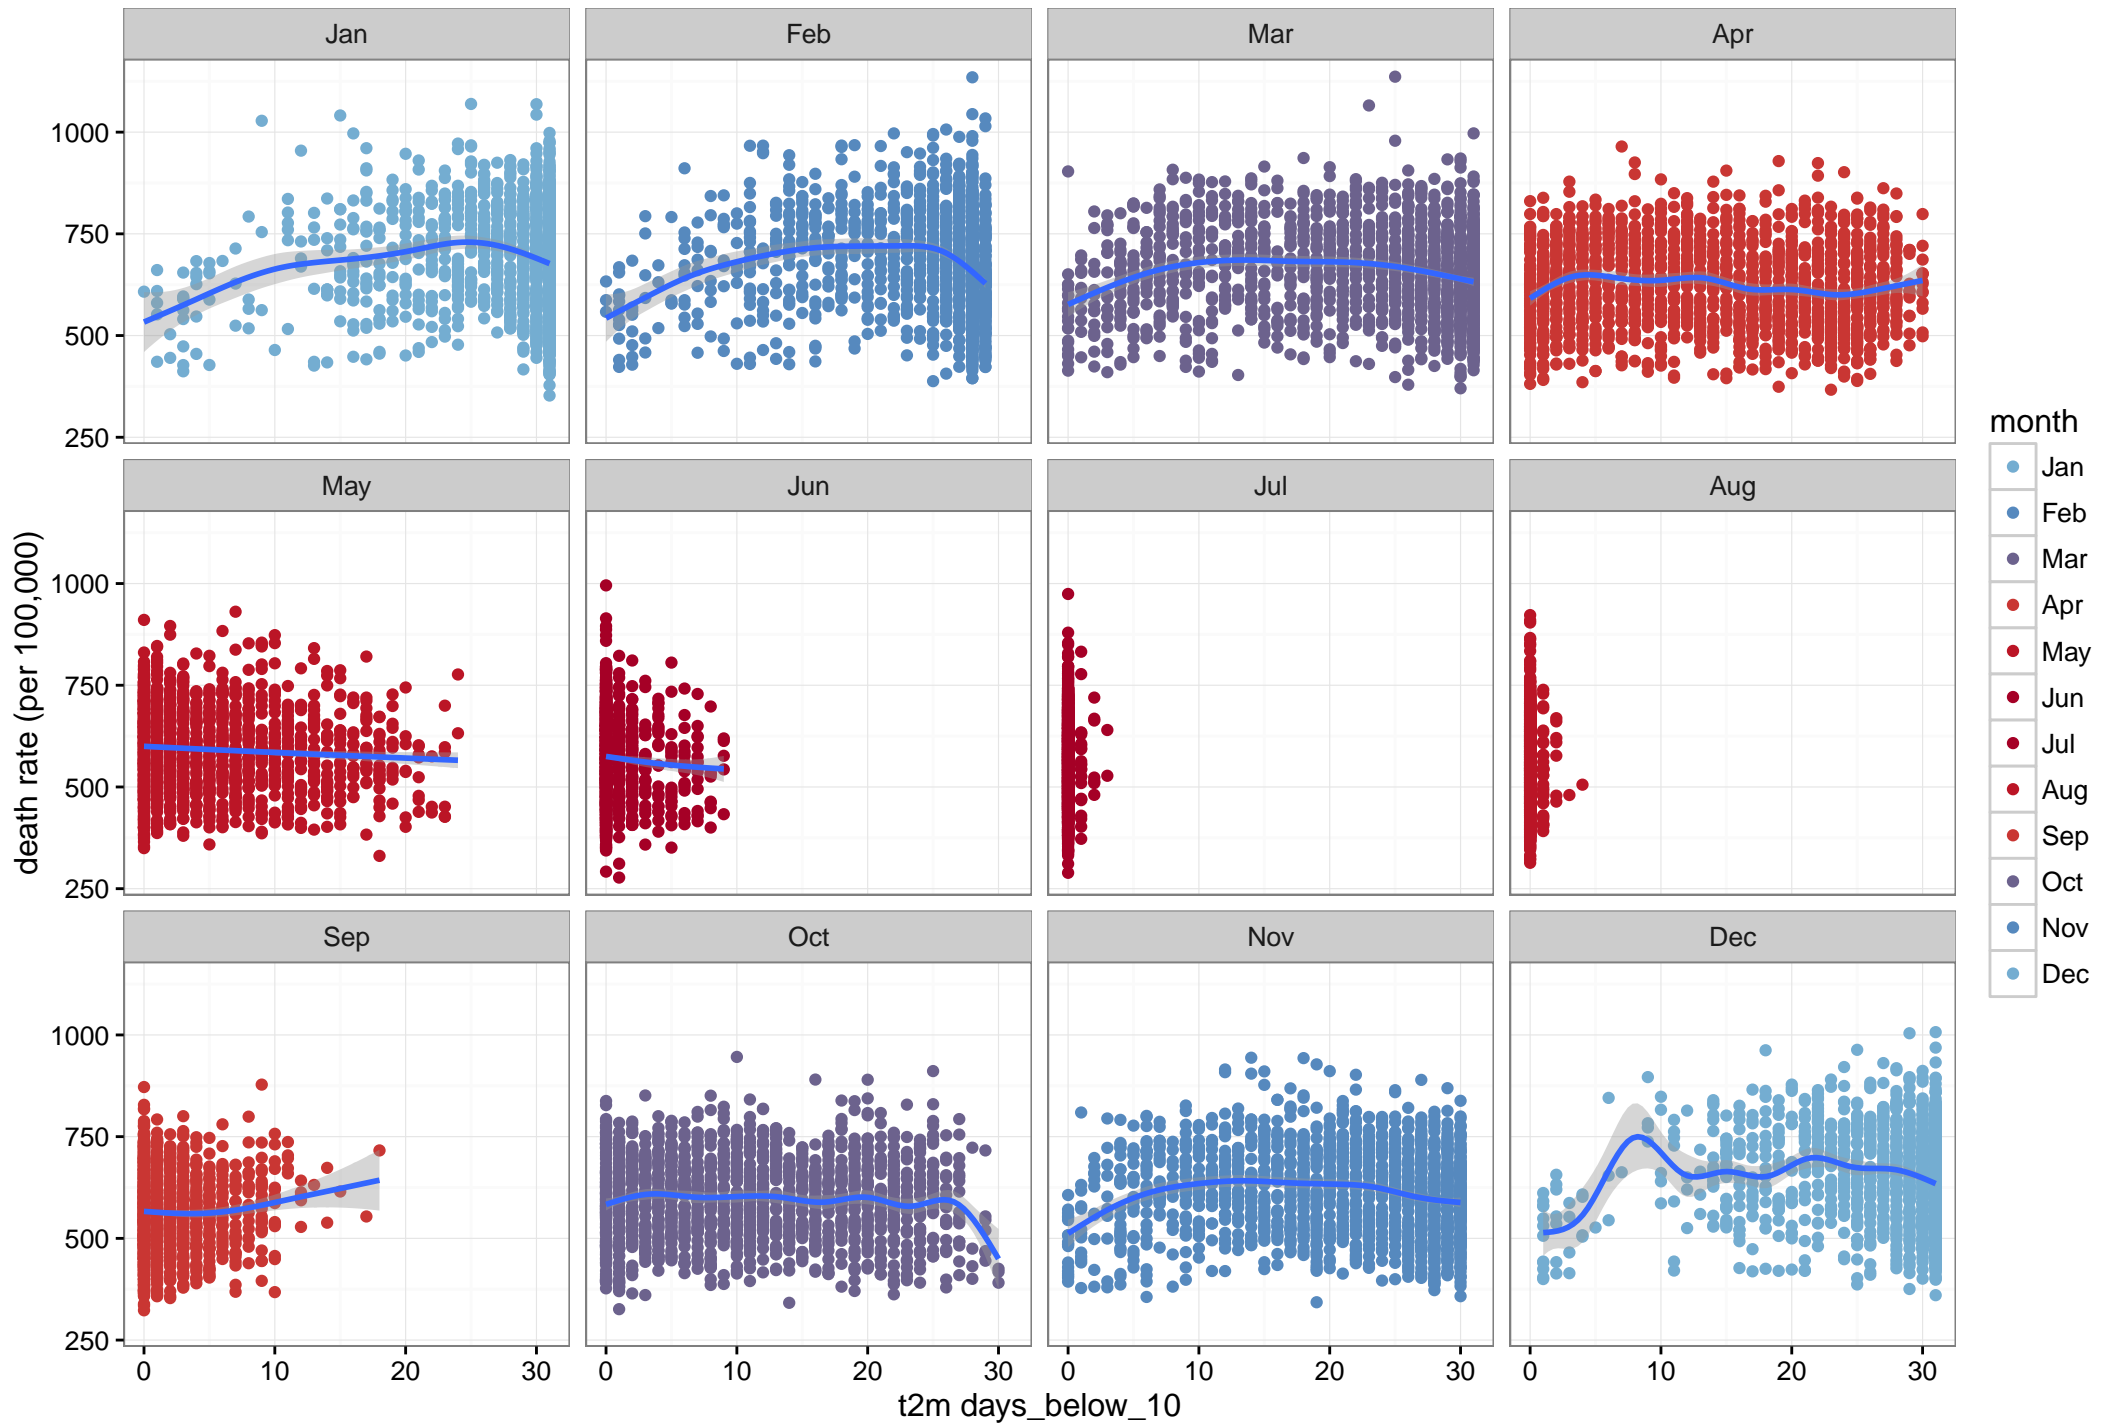 Jan Feb Mar Apr
1000
750
500
250
May Jun Jul Aug
1000
750
500
250
Sep Oct Nov Dec
1000
750
500
250
0 10 20 30 0 10 20 30 0 10 20 30 0 10 20 30
t2m days_below_10
death rate (per 100,000)
month
Jan
Feb
Mar
Apr
May
Jun
Jul
Aug
Sep
Oct
Nov
Dec